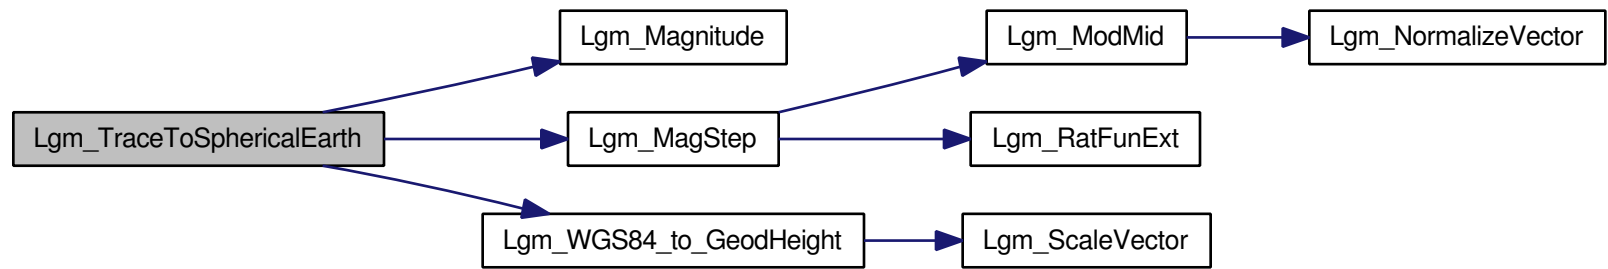 Lgm_TraceToSphericalEarth
Lgm_Magnitude
Lgm_MagStep
Lgm_WGS84_to_GeodHeight
Lgm_ModMid
Lgm_RatFunExt
Lgm_ScaleVector
Lgm_NormalizeVector